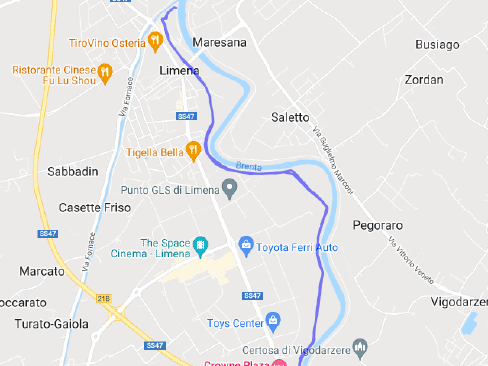 Maresana
TiroVino Osteria
Busiago
Limena
Ristorante Cinese
Fu Lu Shou
Zordan
Via Fornace
SS47
Saletto
Via Guglielmo Marconi
Tigella Bella
Brenta
Sabbadin
Punto GLS di Limena
Casette Friso
Pegoraro
SS47
The Space
Cinema - Limena
Toyota Ferri Auto
Via Fornace
Via Vittorio Veneto
Marcato
218
SS47
Vigodarzere
occarato
Turato-Gaiola
Toys Center
SS47
Certosa di Vigodarzere
Crowne Plaza